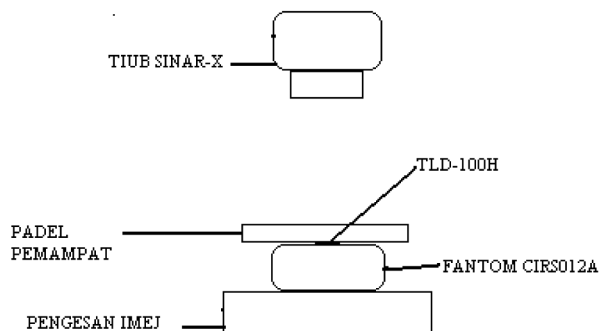 TIUB SINAR-X
TLD-100H
PADEL
PEMAMPAT
FANTOM CIRS012A
PENGESAN IMEJ